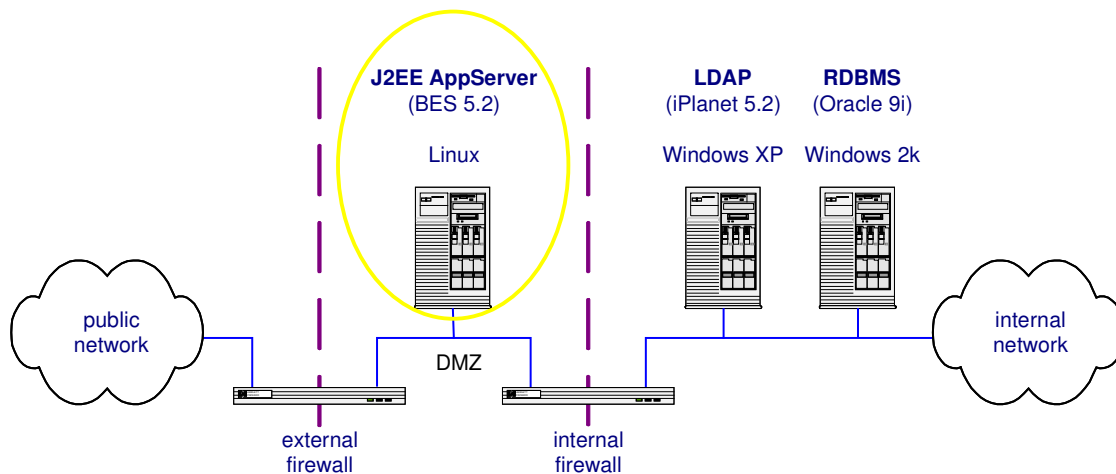 J2EE AppServer
(BES 5.2)
Linux
LDAP
(iPlanet 5.2)
Windows XP
RDBMS
(Oracle 9i)
Windows 2k
public
network
DMZ
internal
network
external
firewall
internal
firewall